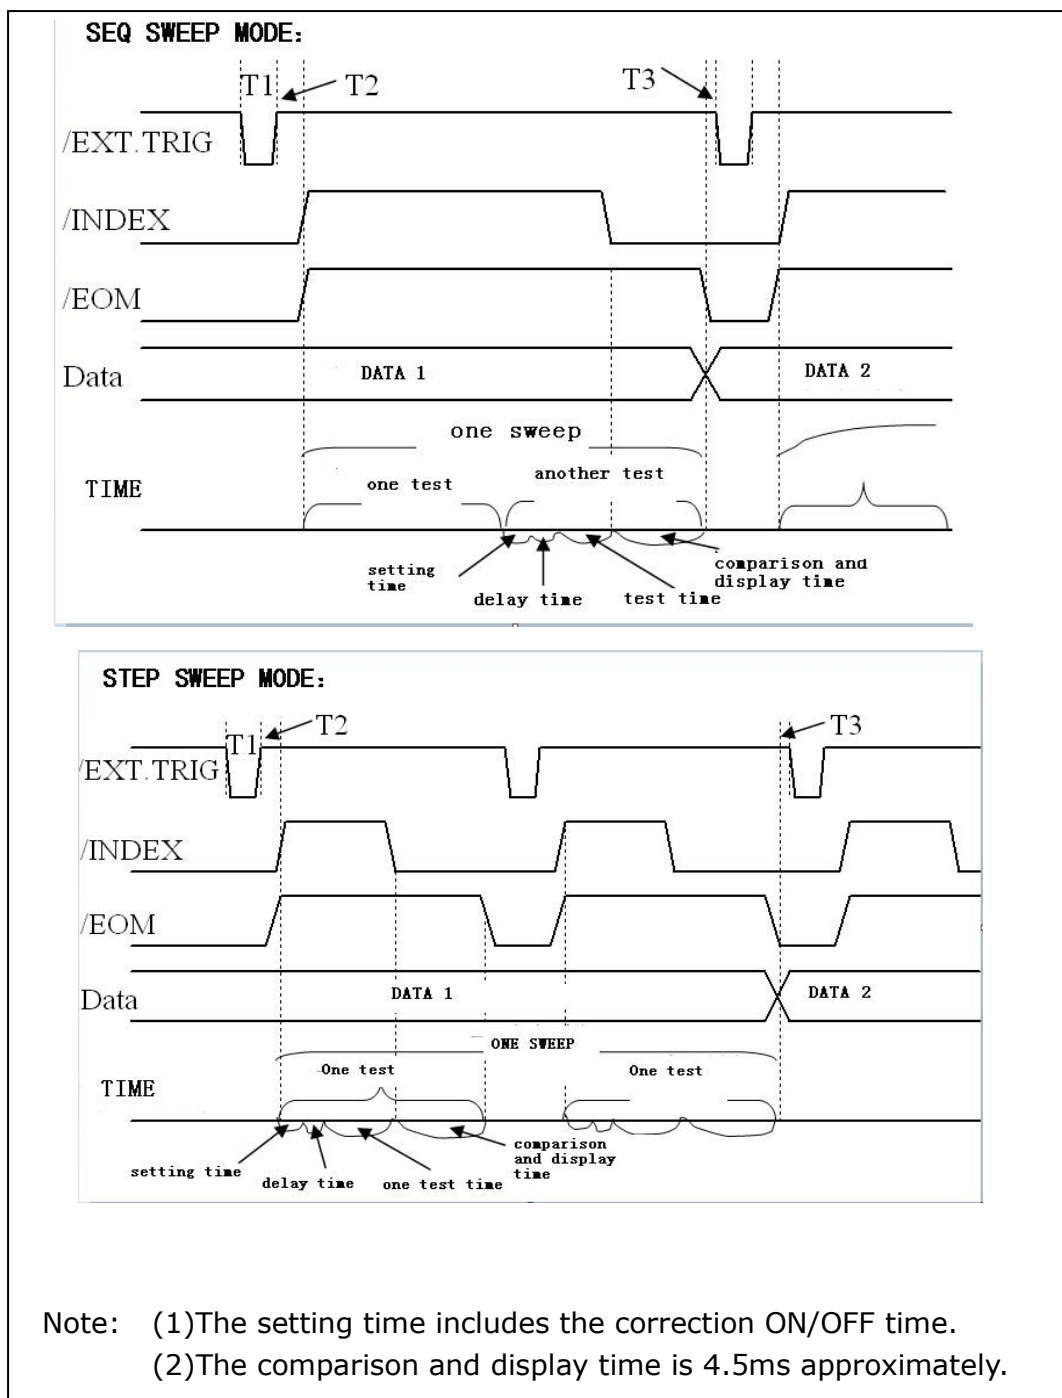 SEQ SWEEP MODE:
T1 T2 T3
/EXT.TRIG
/INDEX
/EOM
Data DATA 1 DATA 2
one sweep
another test
TIME one test
setting
time
delay time
test time
comparison and
display time
STEP SWEEP MODE:
T1 T2 T3
/EXT.TRIG
/INDEX
/EOM
Data DATA 1 DATA 2
ONE SWEEP
One test One test
TIME
setting time
delay time
one test time
comparison
and display
time
Note: (1)The setting time includes the correction ON/OFF time.
(2)The comparison and display time is 4.5ms approximately.